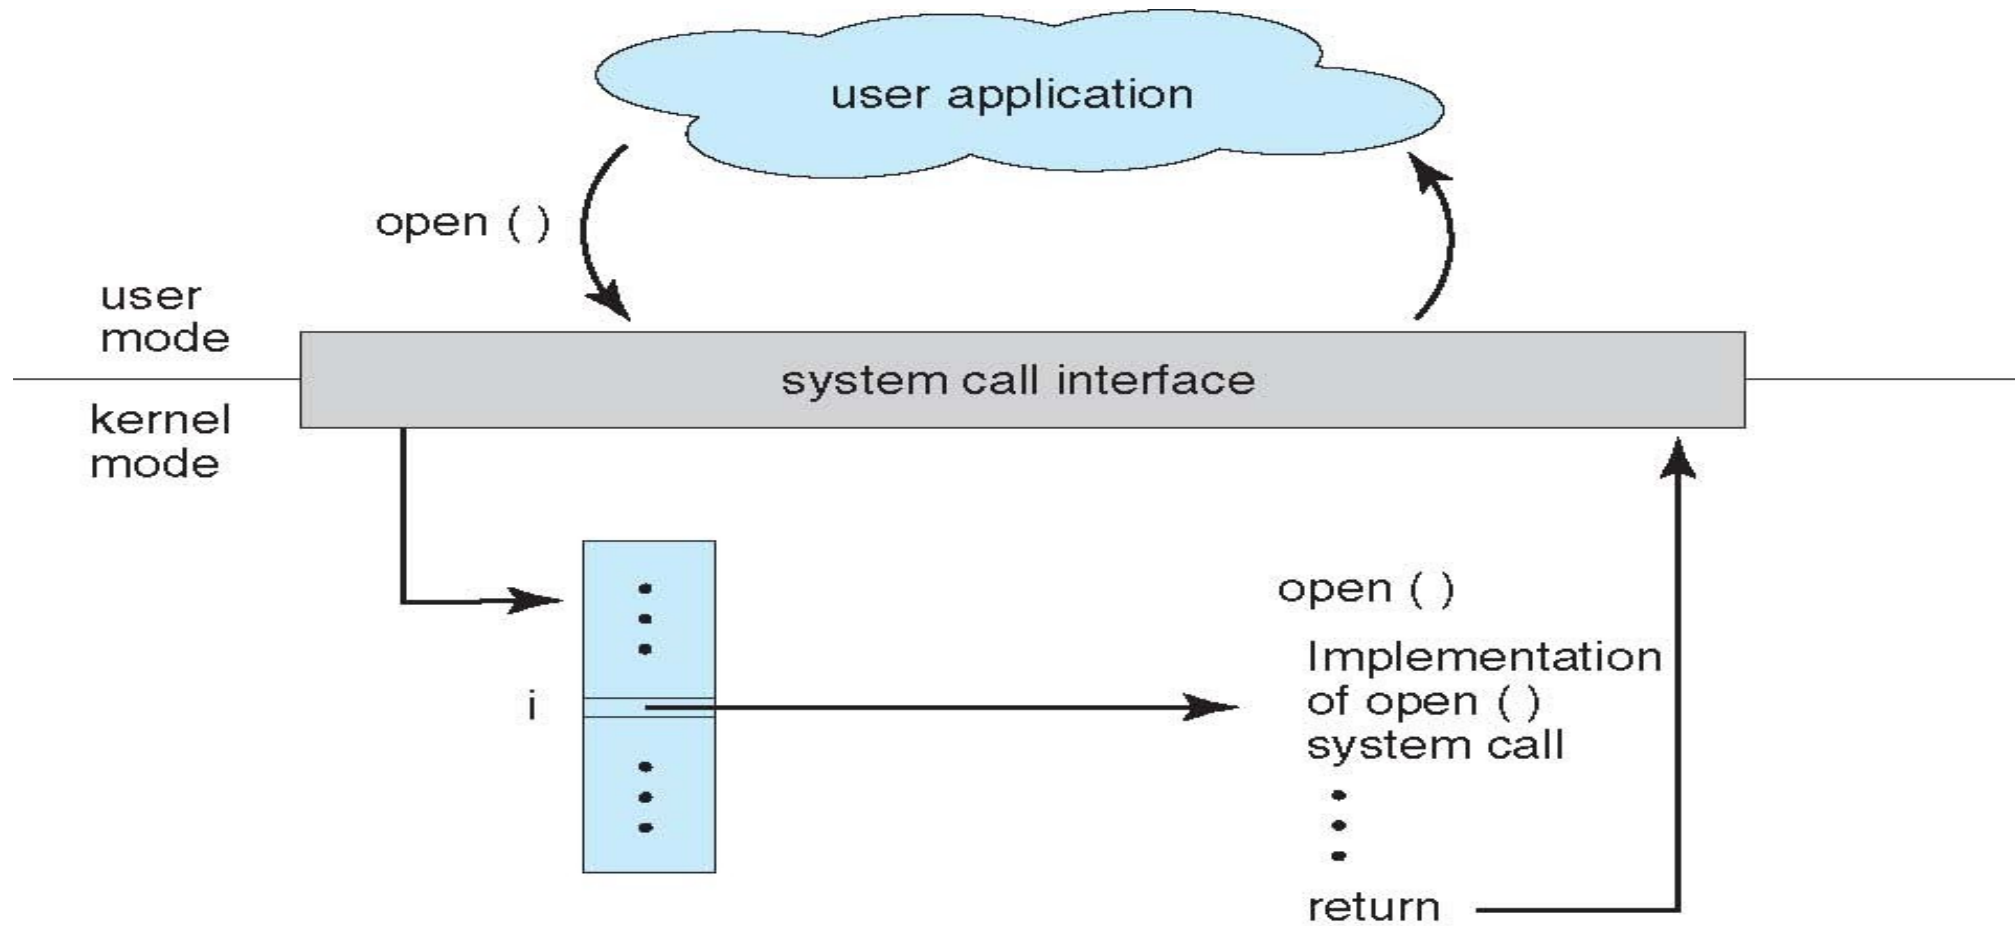 user application
open ( )
user
mode
system call interface
kernel
mode
open ( )
Implementation
of open ( )
system call
i
return